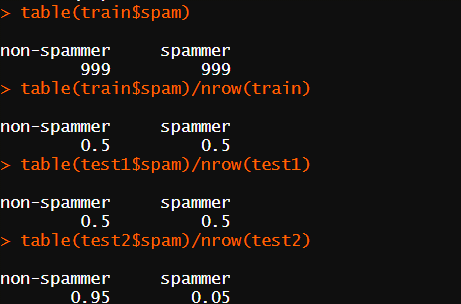 > table(train$spam)
non-spammer     spammer
        999         999
> table(train$spam)/nrow(train)
non-spammer     spammer
        0.5         0.5
> table(test1$spam)/nrow(test1)
non-spammer     spammer
        0.5         0.5
> table(test2$spam)/nrow(test2)
non-spammer     spammer
       0.95        0.05